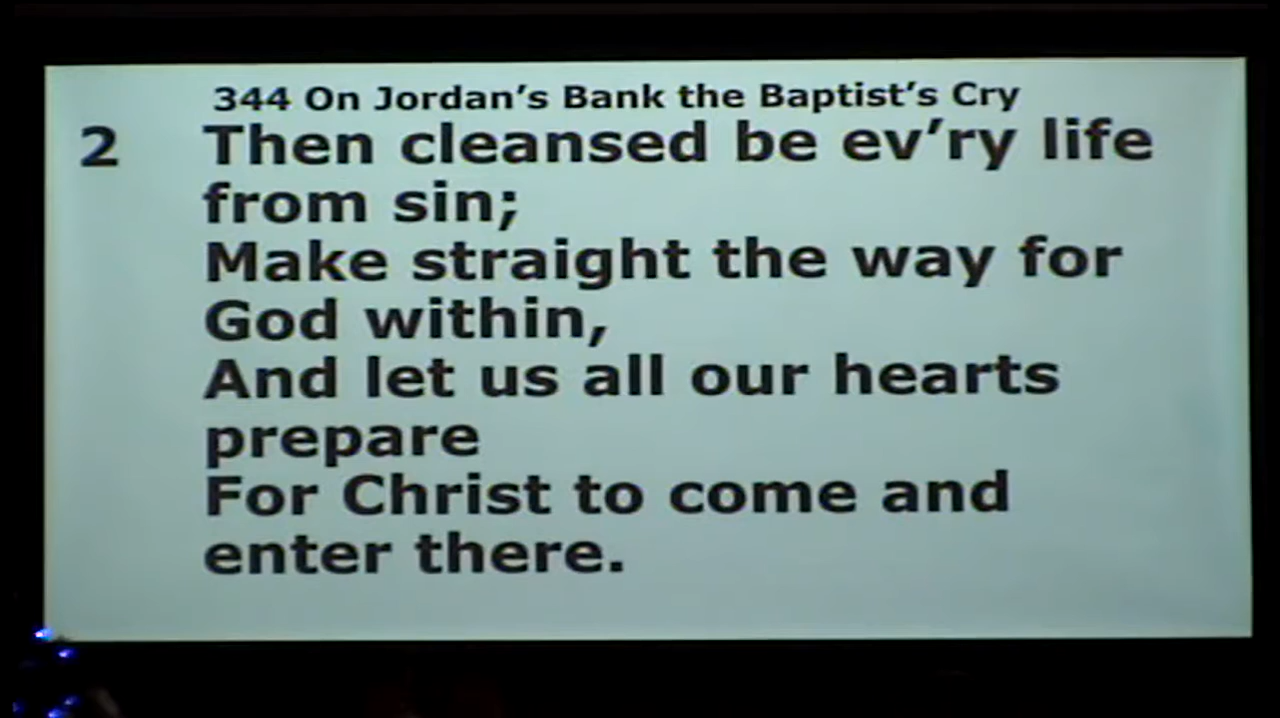 344 On Jordan's Bank the Baptist's Cry
2 Then cleansed be ev'ry life
from sin;
Make straight the way for
God within,
And let us all our hearts
prepare
For Christ to come and
enter there.